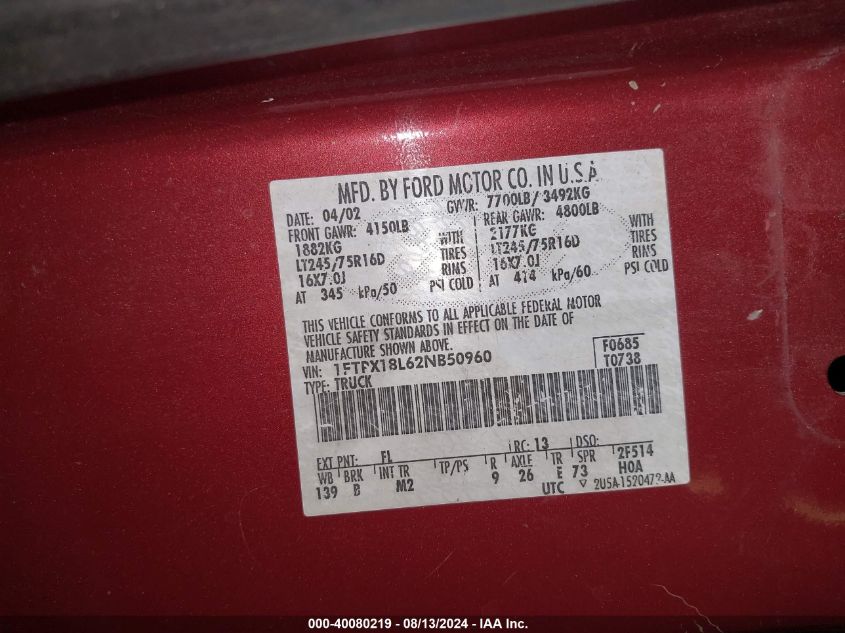 MFD. BY FORD MOTOR CO. IN U.S.A.
DATE: 04/02 GVWR: 7700LB/ 3492KG
FRONT GAWR: 4150LB REAR GAWR: 4800LB
1882KG WITH 2177KG WITH
LT245/75R16D TIRES LT245/75R16D TIRES
16X7.0J RIMS 16X7.0J RIMS
AT 345 kPa/50 PSI COLD AT 414 kPa/60 PSI COLD
THIS VEHICLE CONFORMS TO ALL APPLICABLE FEDERAL MOTOR
VEHICLE SAFETY STANDARDS IN EFFECT ON THE DATE OF
MANUFACTURE SHOWN ABOVE.
VIN: 1FTPX18L62NB50960 F0685
TYPE: TRUCK T0738
EXT PNT: FL RC: 13 DSO:
WB BRK INT TR TP/PS R AXLE TR SPR 2F514
139 B M2 9 26 E 73 H0A
UTC 2U5A-1520472-AA
000-40080219 - 08/13/2024 - IAA Inc.